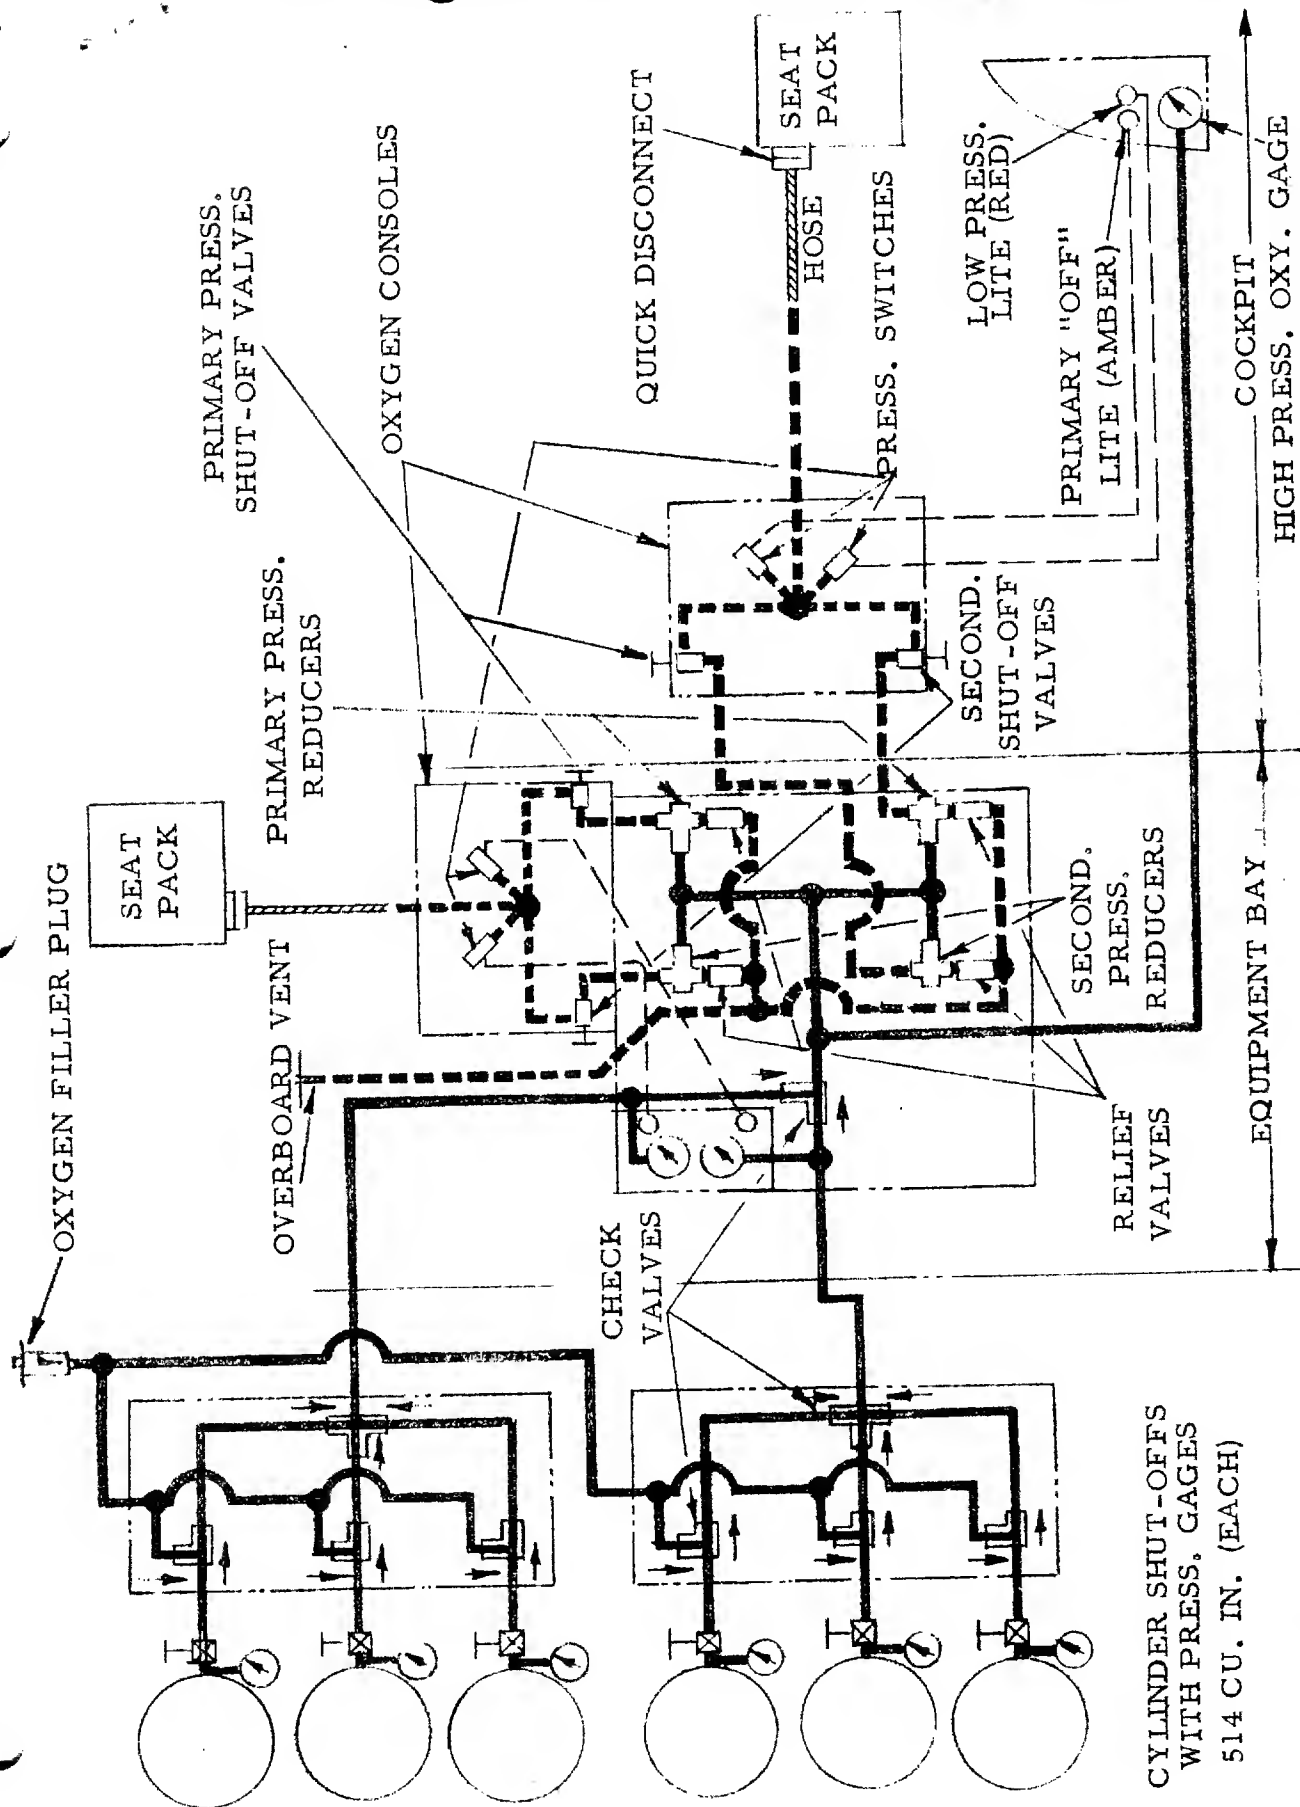 OXYGEN FILLER PLUG
SEAT
PACK
OVERBOARD VENT
PRIMARY PRESS.
SHUT-OFF VALVES
PRIMARY PRESS.
REDUCERS
OXYGEN CONSOLES
QUICK DISCONNECT
SEAT
PACK
HOSE
PRESS. SWITCHES
LOW PRESS.
LITE (RED)
PRIMARY "OFF"
LITE (AMBER)
SECOND.
SHUT-OFF
VALVES
CHECK
VALVES
SECOND.
PRESS.
REDUCERS
RELIEF
VALVES
COCKPIT
HIGH PRESS. OXY. GAGE
EQUIPMENT BAY
CYLINDER SHUT-OFFS
WITH PRESS. GAGES
514 CU. IN. (EACH)